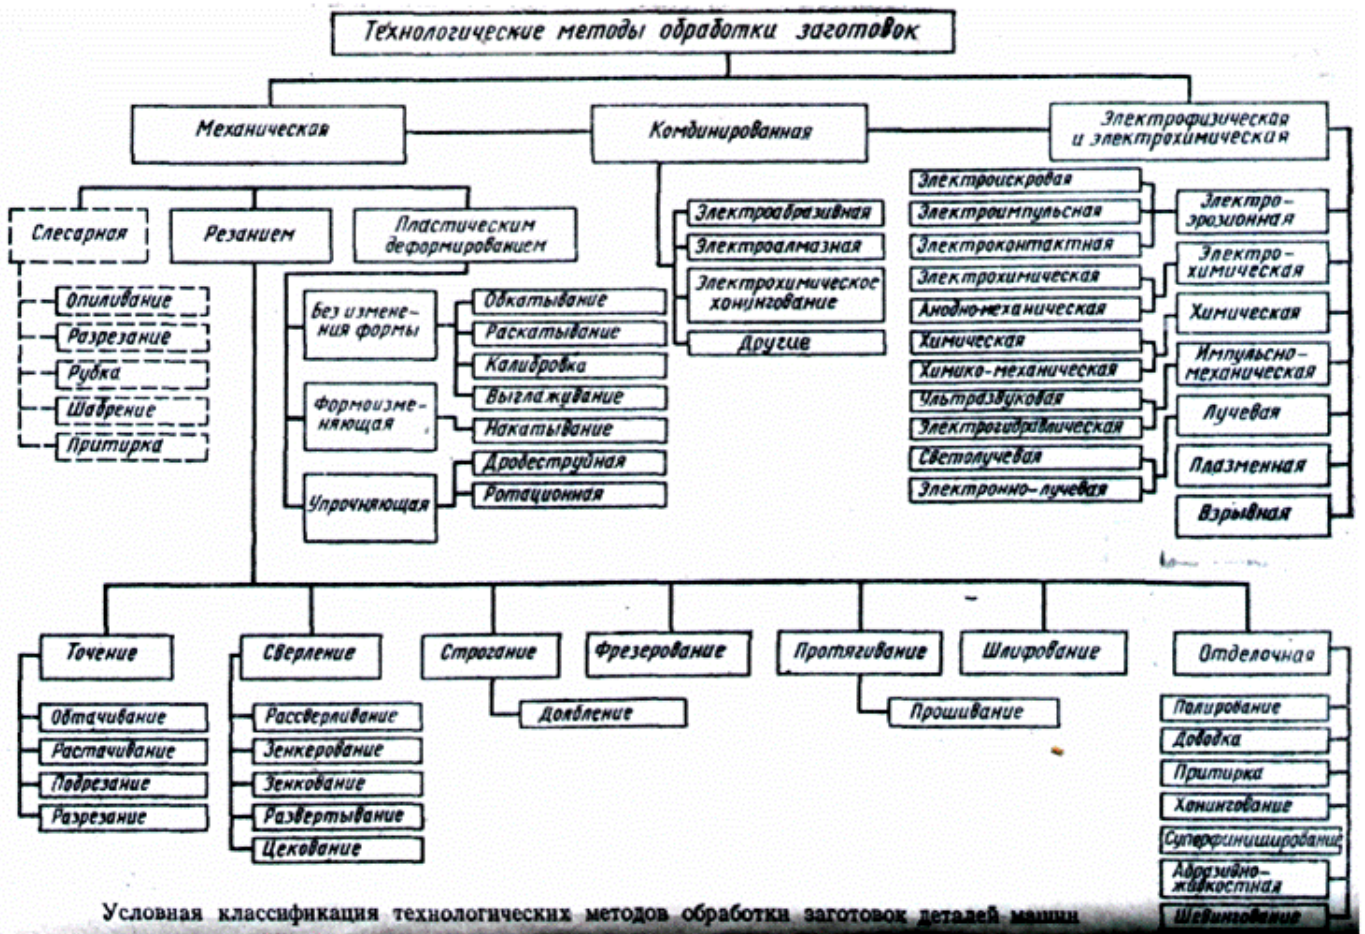 Технологические методы обработки заготовок
Механическая
Комбинированная
Электрофизическая
и электрохимическая
Слесарная
Резанием
Пластическим
деформированием
Опиливание
Разрезание
Рубка
Шабрение
Притирка
Без измене-
ния формы
Формоизме-
няющая
Упрочняющая
Обкатывание
Раскатывание
Калибровка
Выглаживание
Накатывание
Дробеструйная
Ротационная
Электроабразивная
Электроалмазная
Электрохимическое
хонингование
Другие
Электроискровая
Электроимпульсная
Электроконтактная
Электрохимическая
Анодно-механическая
Химическая
Химико-механическая
Ультразвуковая
Электрогидравлическая
Светолучевая
Электронно-лучевая
Электро-
эрозионная
Электро-
химическая
Химическая
Импульсно-
механическая
Лучевая
Плазменная
Взрывная
Точение
Обтачивание
Растачивание
Подрезание
Разрезание
Сверление
Рассверливание
Зенкерование
Зенкование
Развертывание
Цекование
Строгание
Долбление
Фрезерование
Протягивание
Прошивание
Шлифование
Отделочная
Полирование
Доводка
Притирка
Хонингование
Суперфиниширование
Абразивно-
жидкостная
Шевингование
Условная классификация технологических методов обработки заготовок деталей машин